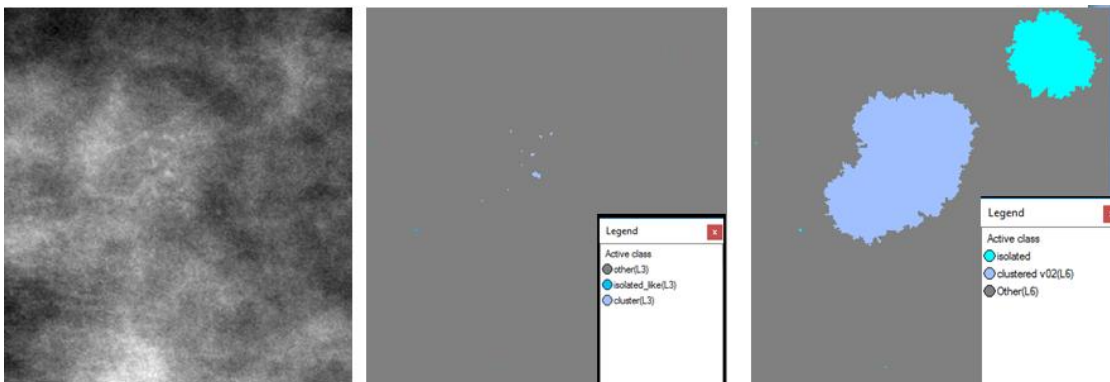 Legend
x
Active class
other(L3)
isolated_like(L3)
cluster(L3)
Legend
Active class
isolated
clustered v02(L6)
Other(L6)